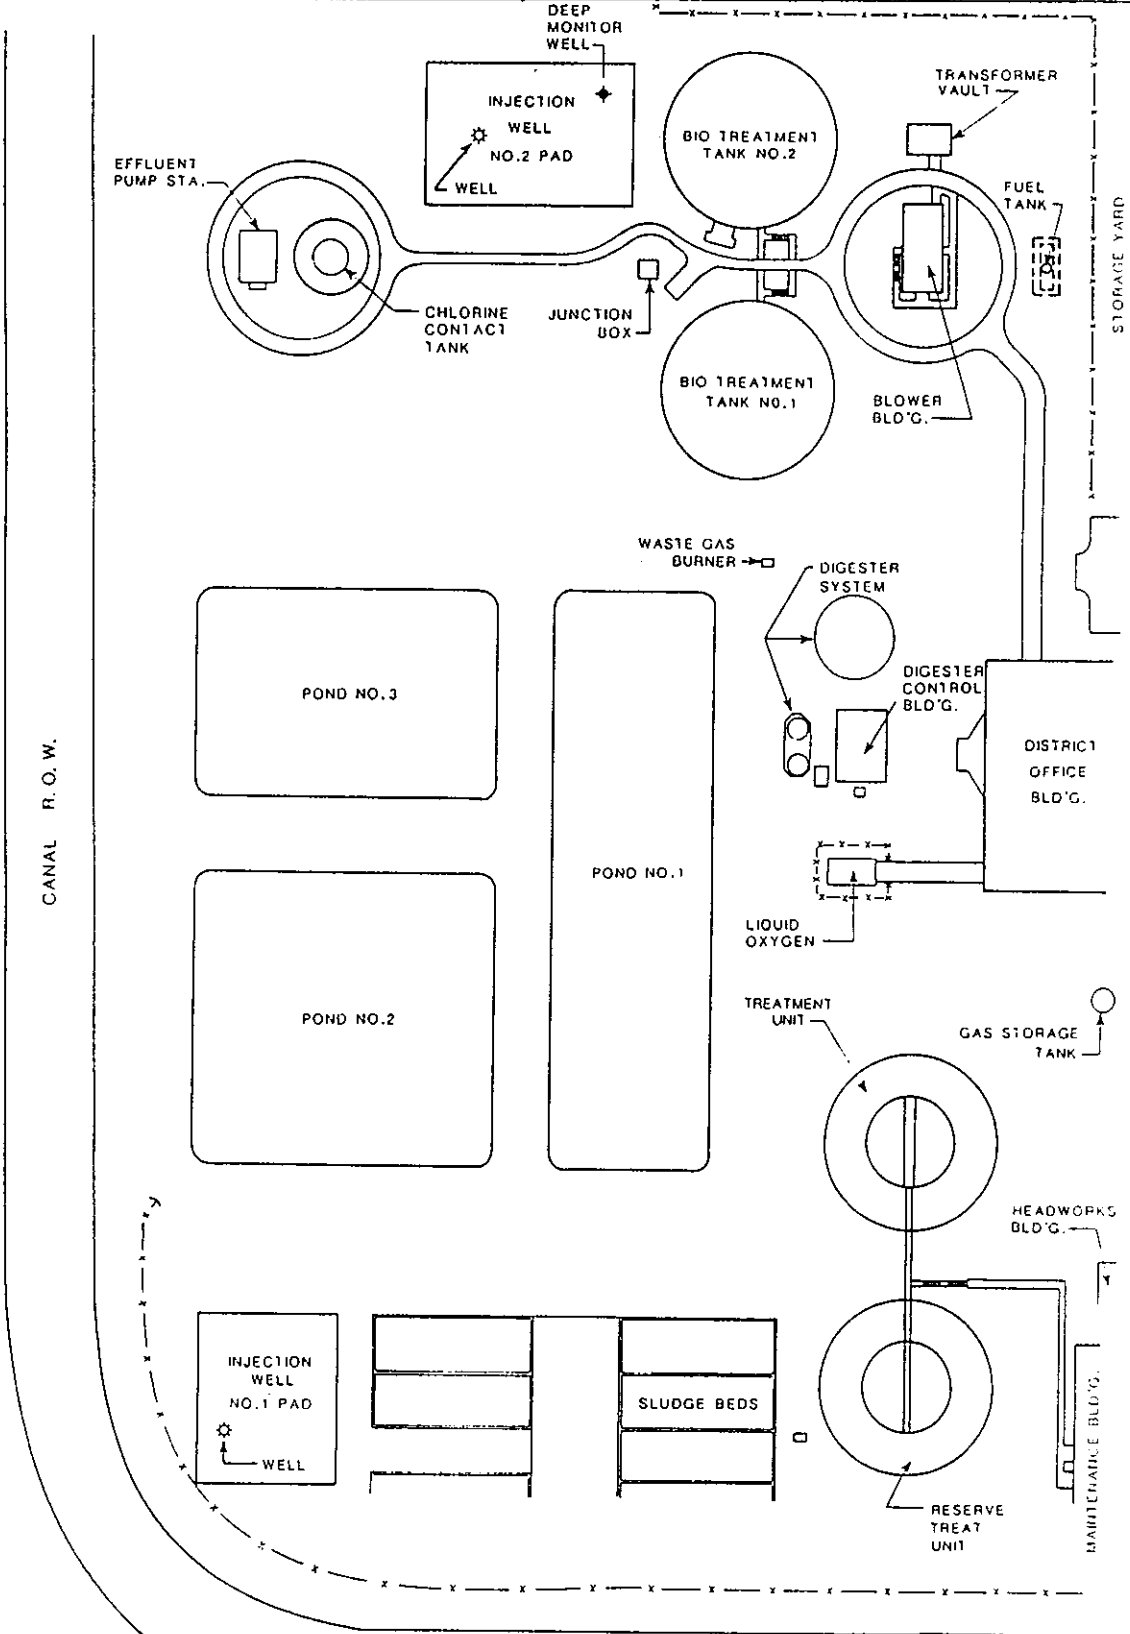 DEEP
MONITOR
WELL
INJECTION
WELL
NO.2 PAD
WELL
BIO TREATMENT
TANK NO.2
TRANSFORMER
VAULT
EFFLUENT
PUMP STA.
FUEL
TANK
STORAGE YARD
CHLORINE
CONTACT
TANK
JUNCTION
BOX
BIO TREATMENT
TANK NO.1
BLOWER
BLD'G.
WASTE GAS
BURNER
DIGESTER
SYSTEM
POND NO.3
DIGESTER
CONTROL
BLD'G.
DISTRICT
OFFICE
BLD'G.
CANAL R.O.W.
POND NO.1
LIQUID
OXYGEN
POND NO.2
TREATMENT
UNIT
GAS STORAGE
TANK
HEADWORKS
BLD'G.
INJECTION
WELL
NO.1 PAD
WELL
SLUDGE BEDS
MAINTENANCE BLD'G.
RESERVE
TREAT
UNIT